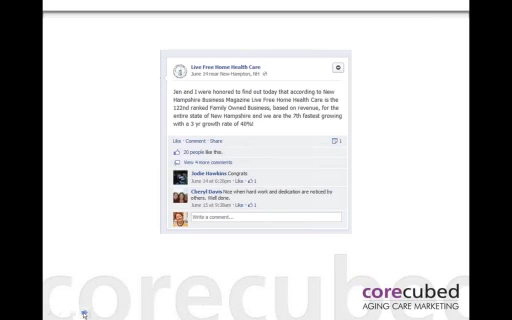 Live Free Home Health Care
June 19 near New Hampton, NH
Jen and I were honored to find out today that according to New
Hampshire Business Magazine Live Free Home Health Care is the
122nd ranked Family Owned Business, based on revenue, for the
entire state of New Hampshire and we are the 7th fastest growing
with a 3 yr growth rate of 40%!
Like · Comment · Share 1
20 people like this.
View 4 more comments
Jodie Hawkins Congrats
June 24 at 6:28pm · Like · 1
Cheryl Davis Nice when hard work and dedication are noticed by
others. Well done.
June 25 at 9:38am · Like · 1
Write a comment...
corecubed
corecubed
AGING CARE MARKETING